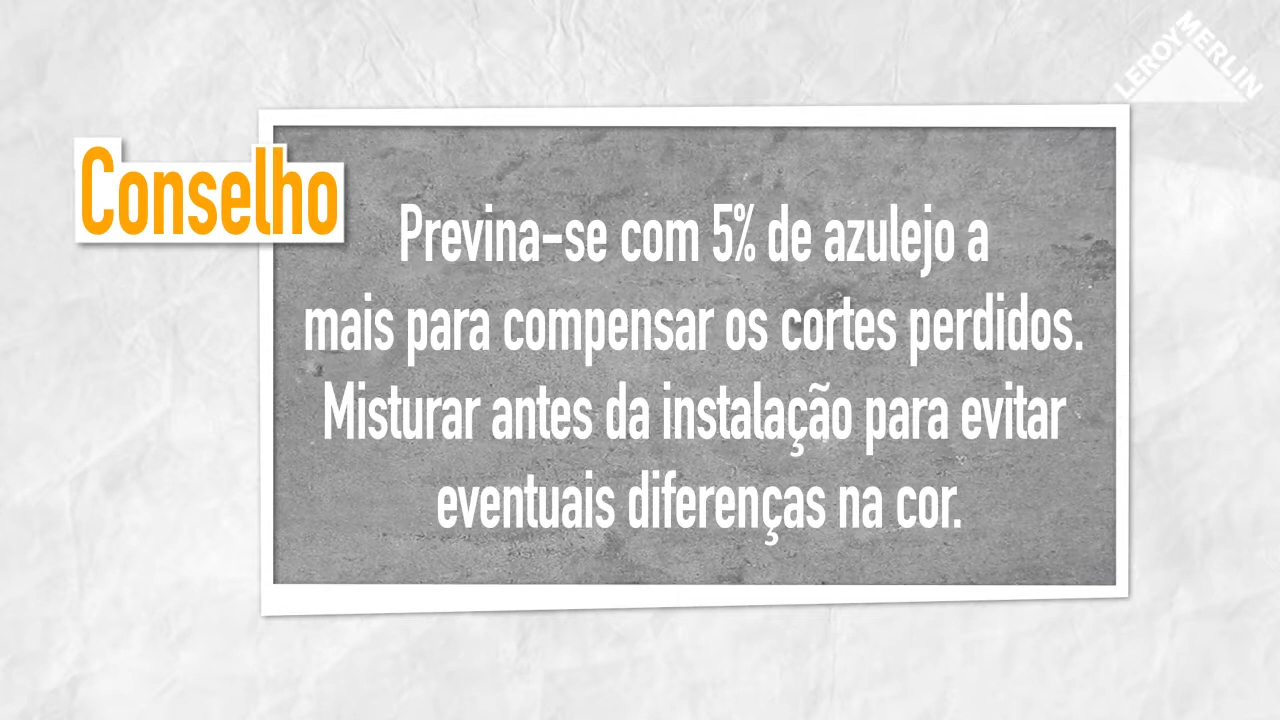 LEROY MERLIN
Conselho
Previna-se com 5% de azulejo a
mais para compensar os cortes perdidos.
Misturar antes da instalação para evitar
eventuais diferenças na cor.